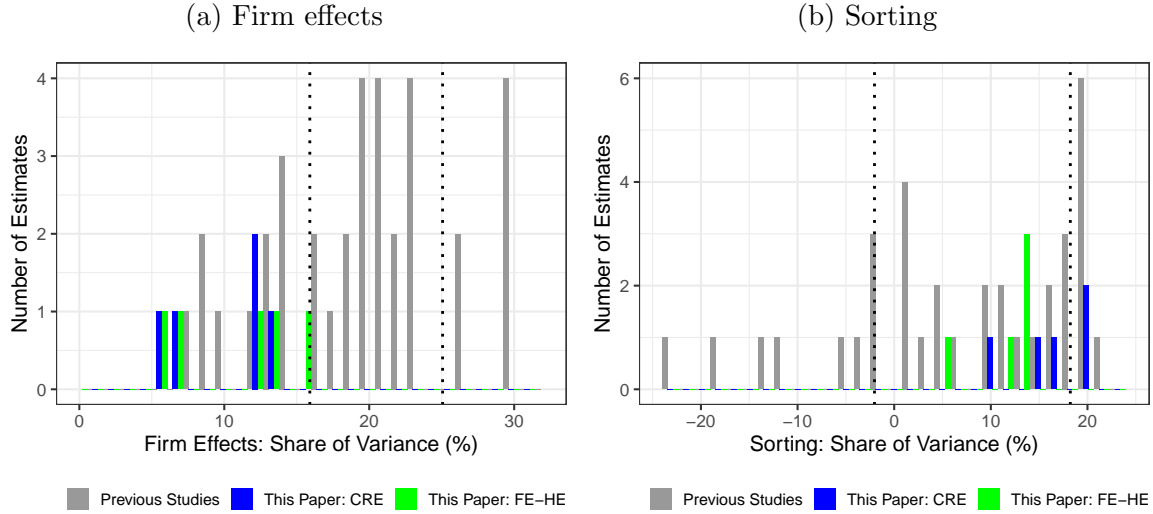 (a) Firm effects
(b) Sorting
Number of Estimates
4
3
2
1
0
0 10 20 30
Firm Effects: Share of Variance (%)
Previous Studies This Paper: CRE This Paper: FE−HE
Number of Estimates
6
4
2
0
−20 −10 0 10 20
Sorting: Share of Variance (%)
Previous Studies This Paper: CRE This Paper: FE−HE